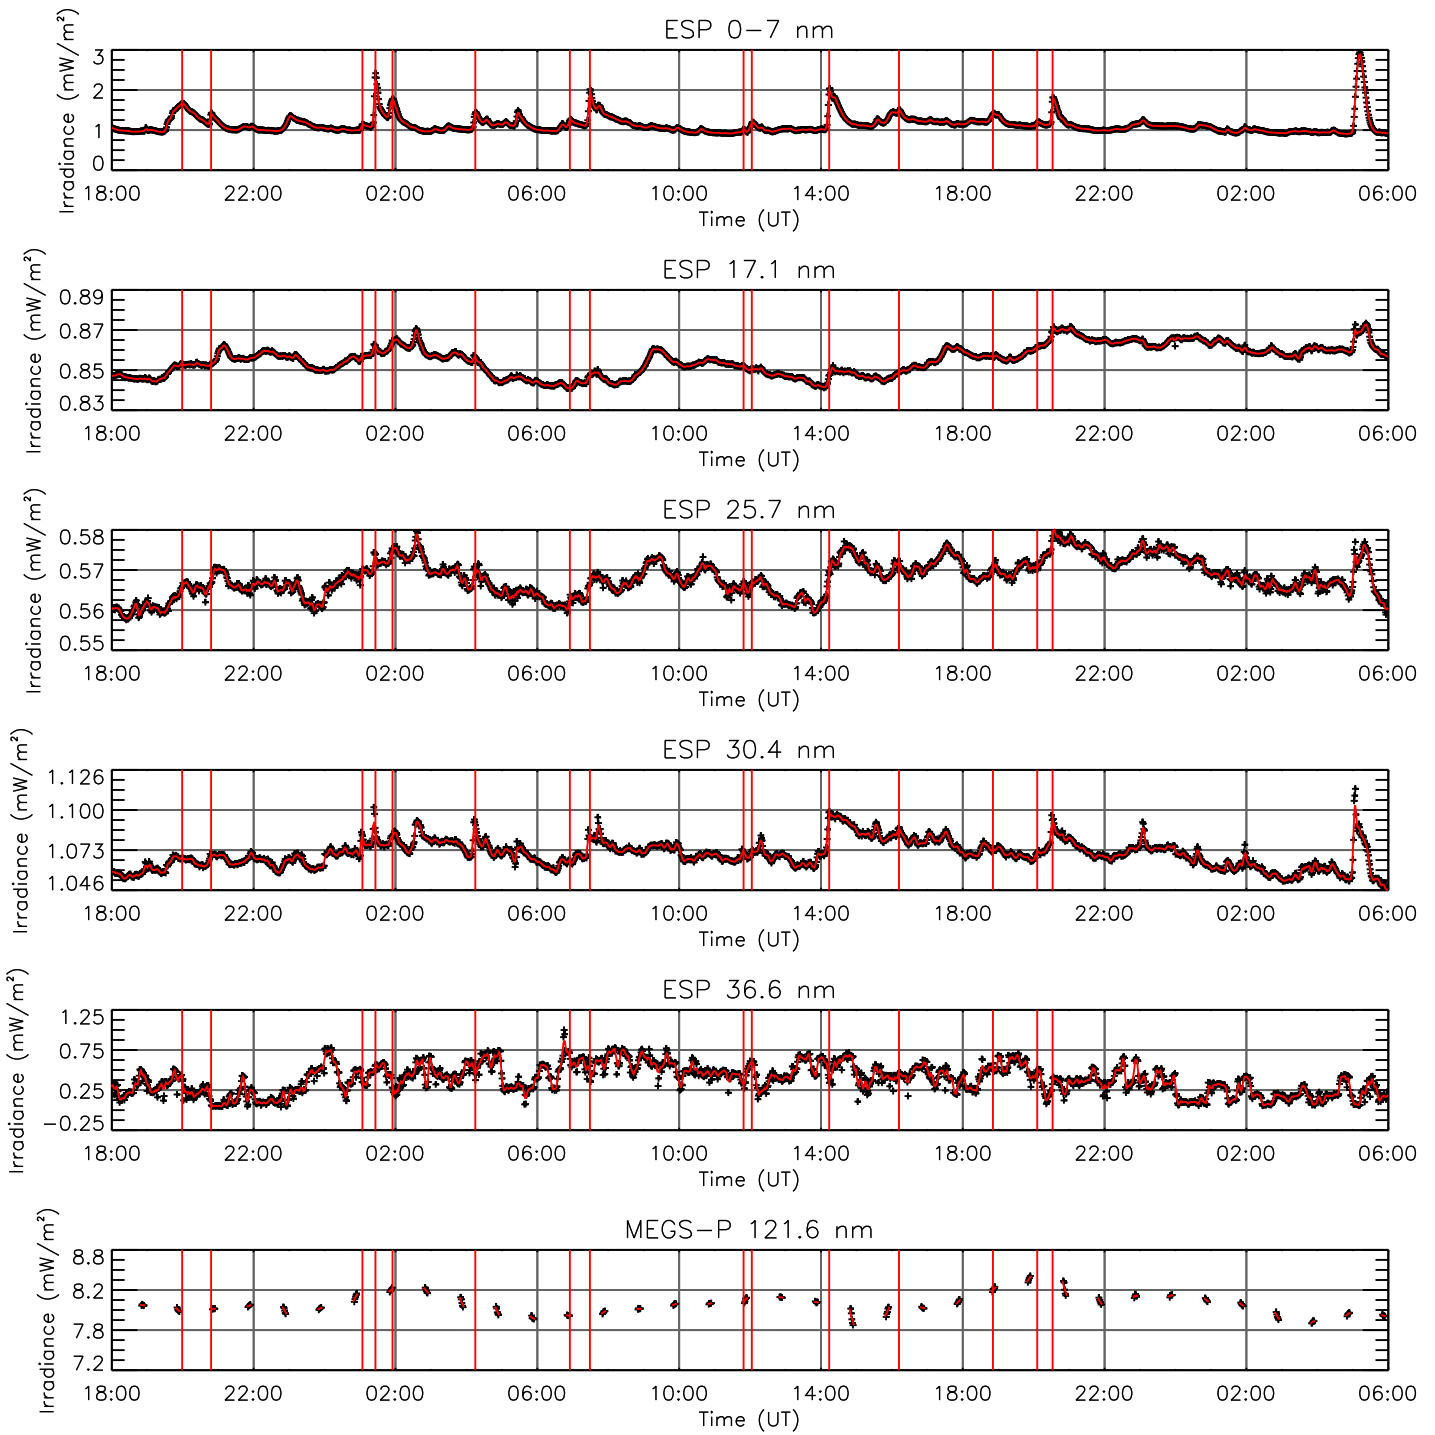 ESP 0−7 nm
Irradiance (mW/m²)
3
2
1
0
18:00 22:00 02:00 06:00 10:00 14:00 18:00 22:00 02:00 06:00
Time (UT)
ESP 17.1 nm
Irradiance (mW/m²)
0.89
0.87
0.85
0.83
18:00 22:00 02:00 06:00 10:00 14:00 18:00 22:00 02:00 06:00
Time (UT)
ESP 25.7 nm
Irradiance (mW/m²)
0.58
0.57
0.56
0.55
18:00 22:00 02:00 06:00 10:00 14:00 18:00 22:00 02:00 06:00
Time (UT)
ESP 30.4 nm
Irradiance (mW/m²)
1.126
1.100
1.073
1.046
18:00 22:00 02:00 06:00 10:00 14:00 18:00 22:00 02:00 06:00
Time (UT)
ESP 36.6 nm
Irradiance (mW/m²)
1.25
0.75
0.25
−0.25
18:00 22:00 02:00 06:00 10:00 14:00 18:00 22:00 02:00 06:00
Time (UT)
MEGS−P 121.6 nm
Irradiance (mW/m²)
8.8
8.2
7.8
7.2
18:00 22:00 02:00 06:00 10:00 14:00 18:00 22:00 02:00 06:00
Time (UT)